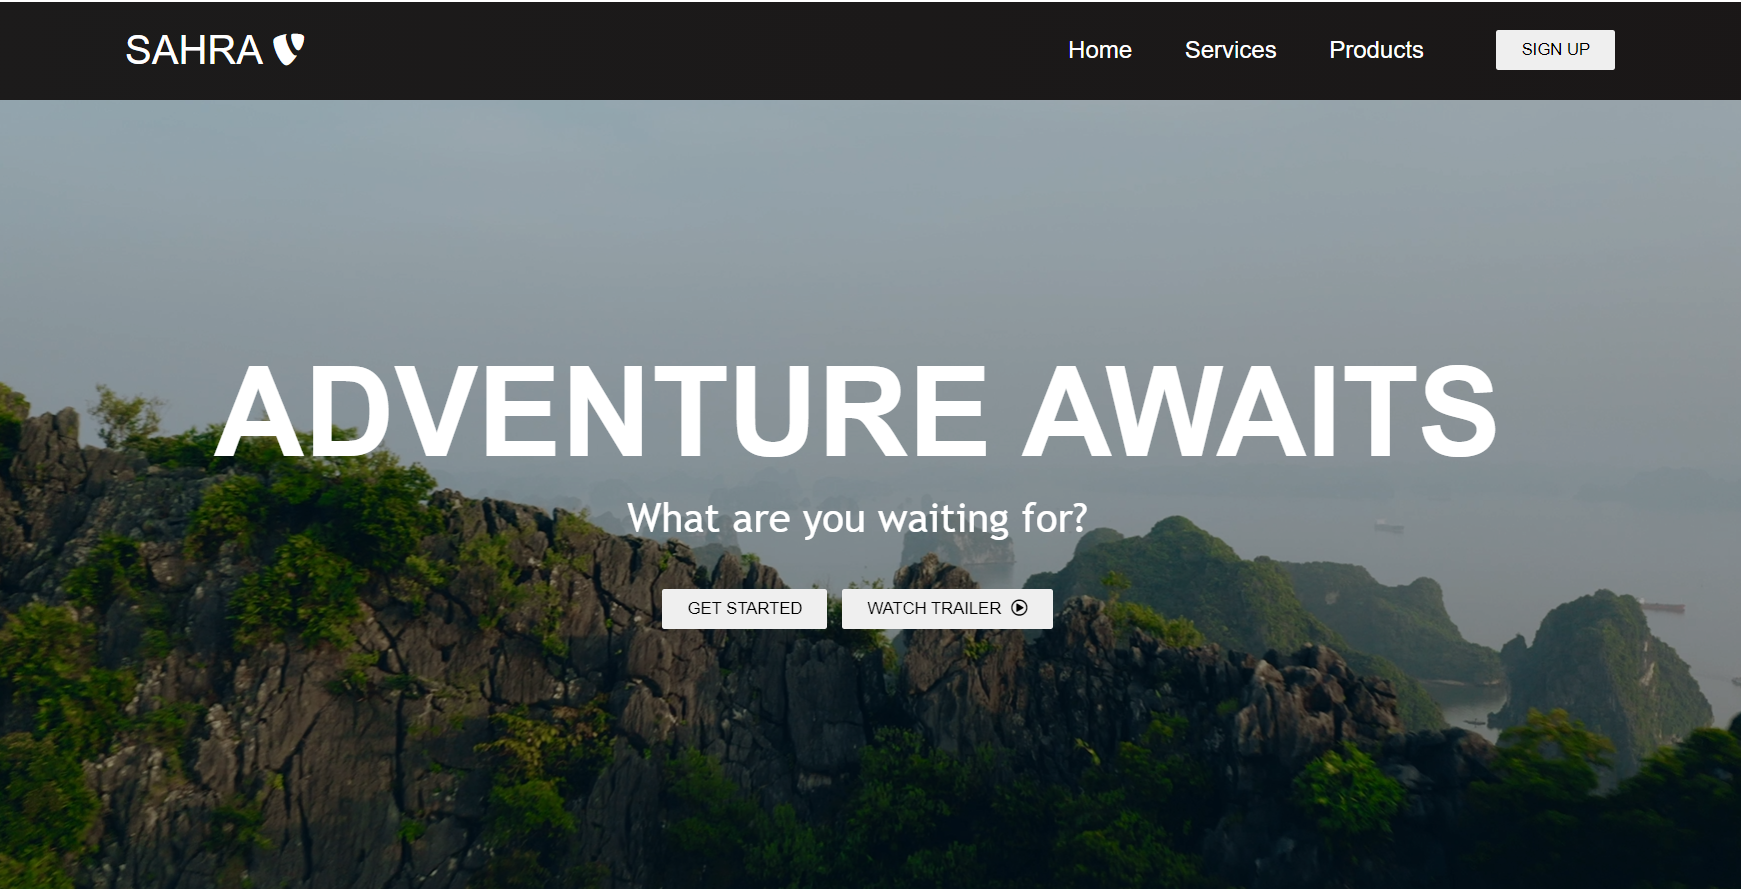 SAHRA
Home Services Products SIGN UP
ADVENTURE AWAITS
What are you waiting for?
GET STARTED WATCH TRAILER